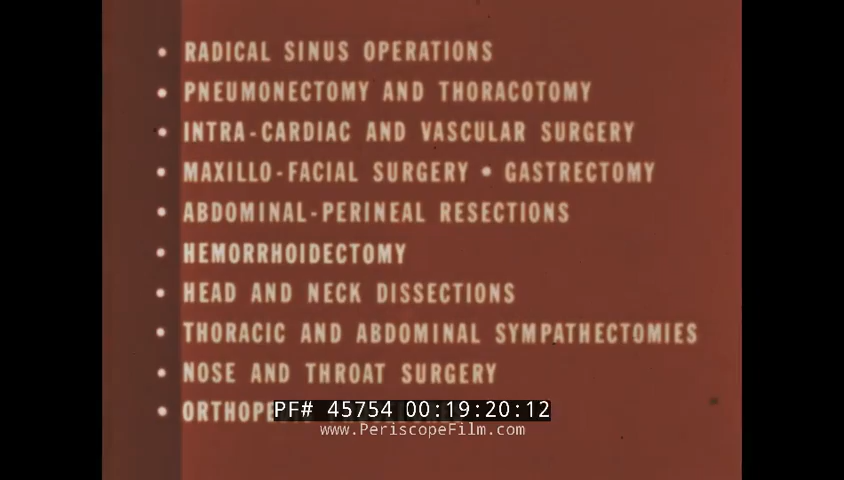 • RADICAL SINUS OPERATIONS
• PNEUMONECTOMY AND THORACOTOMY
• INTRA-CARDIAC AND VASCULAR SURGERY
• MAXILLO-FACIAL SURGERY • GASTRECTOMY
• ABDOMINAL-PERINEAL RESECTIONS
• HEMORRHOIDECTOMY
• HEAD AND NECK DISSECTIONS
• THORACIC AND ABDOMINAL SYMPATHECTOMIES
• NOSE AND THROAT SURGERY
PF# 45754 00:19:20:12
www.PeriscopeFilm.com